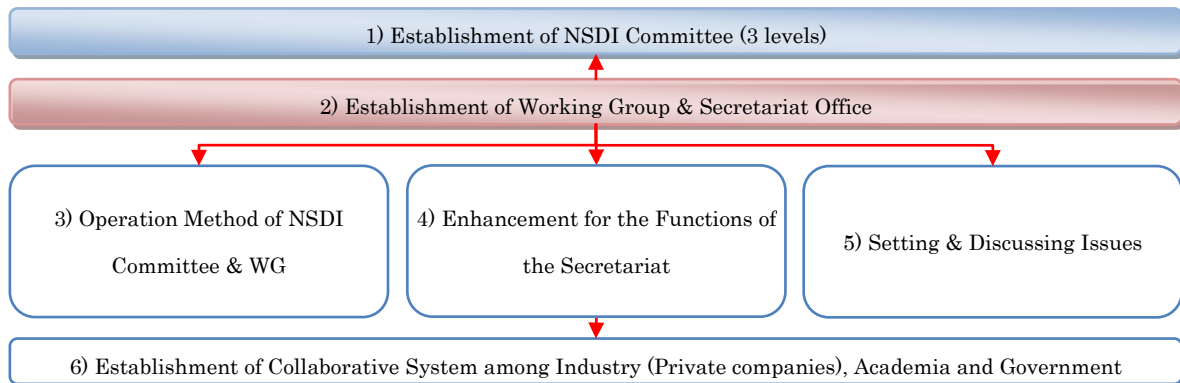 1) Establishment of NSDI Committee (3 levels)
2) Establishment of Working Group & Secretariat Office
3) Operation Method of NSDI
Committee & WG
4) Enhancement for the Functions of
the Secretariat
5) Setting & Discussing Issues
6) Establishment of Collaborative System among Industry (Private companies), Academia and Government